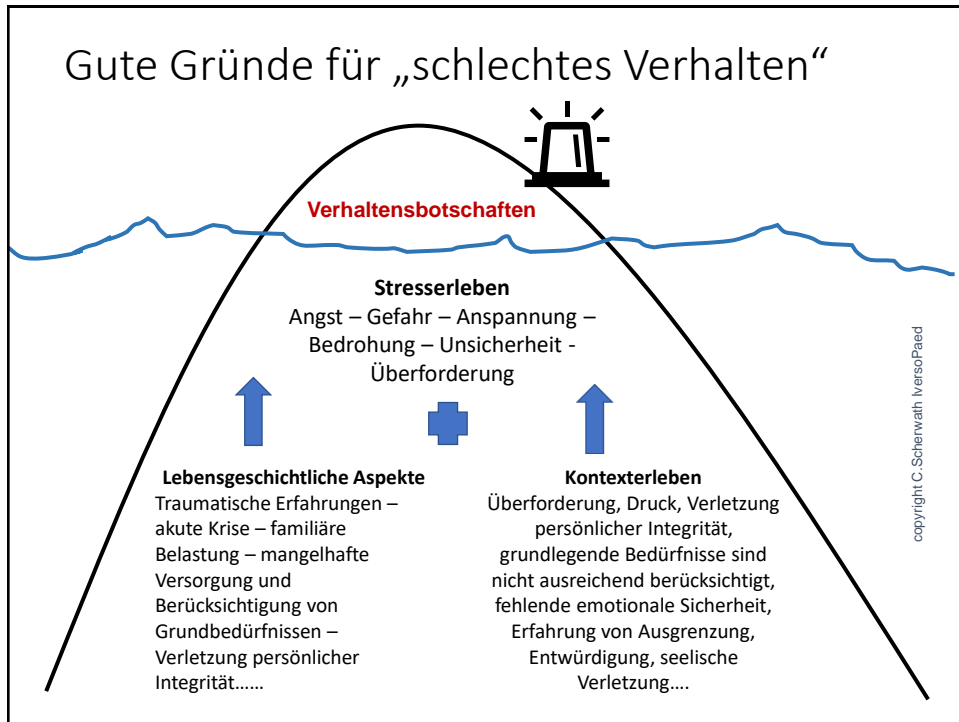 Gute Gründe für „schlechtes Verhalten“
Verhaltensbotschaften
Stresserleben
Angst – Gefahr – Anspannung –
Bedrohung – Unsicherheit -
Überforderung
Lebensgeschichtliche Aspekte
Traumatische Erfahrungen –
akute Krise – familiäre
Belastung – mangelhafte
Versorgung und
Berücksichtigung von
Grundbedürfnissen –
Verletzung persönlicher
Integrität……
Kontexterleben
Überforderung, Druck, Verletzung
persönlicher Integrität,
grundlegende Bedürfnisse sind
nicht ausreichend berücksichtigt,
fehlende emotionale Sicherheit,
Erfahrung von Ausgrenzung,
Entwürdigung, seelische
Verletzung….
copyright C.Scherwath IversoPaed